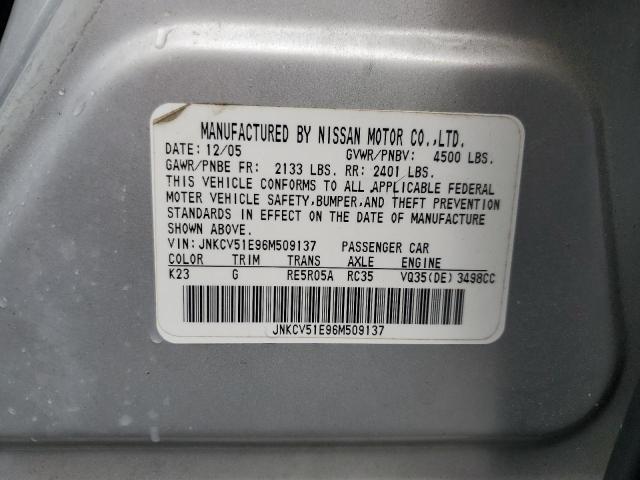 MANUFACTURED BY NISSAN MOTOR CO.,LTD.
DATE: 12/05 GVWR/PNBV: 4500 LBS.
GAWR/PNBE FR: 2133 LBS. RR: 2401 LBS.
THIS VEHICLE CONFORMS TO ALL APPLICABLE FEDERAL
MOTOR VEHICLE SAFETY,BUMPER,AND THEFT PREVENTION
STANDARDS IN EFFECT ON THE DATE OF MANUFACTURE
SHOWN ABOVE.
VIN: JNKCV51E96M509137 PASSENGER CAR
COLOR TRIM TRANS AXLE ENGINE
K23 G RE5R05A RC35 VQ35(DE) 3498CC
JNKCV51E96M509137